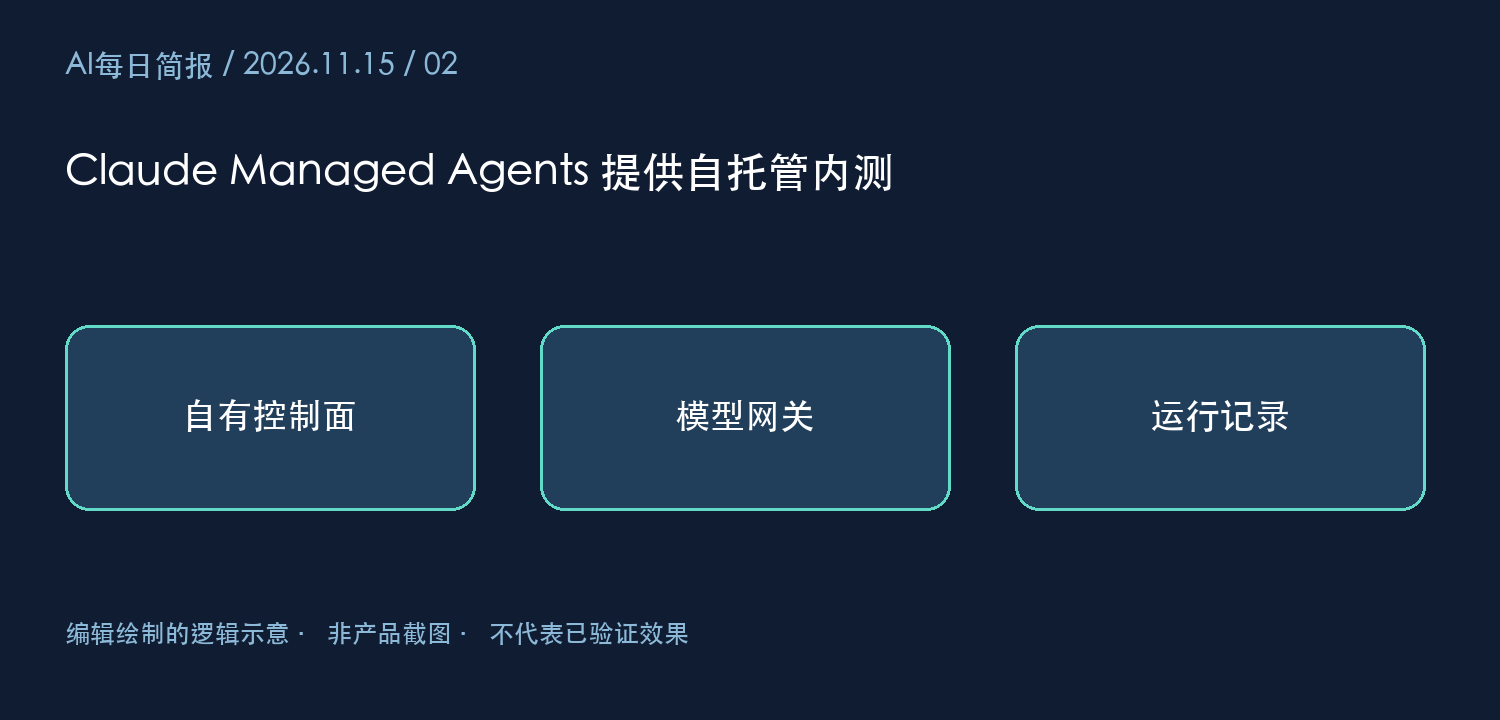 AI每日简报 / 2026.11.15 / 02
Claude Managed Agents 提供自托管内测
自有控制面
模型网关
运行记录
编辑绘制的逻辑示意 · 非产品截图 · 不代表已验证效果